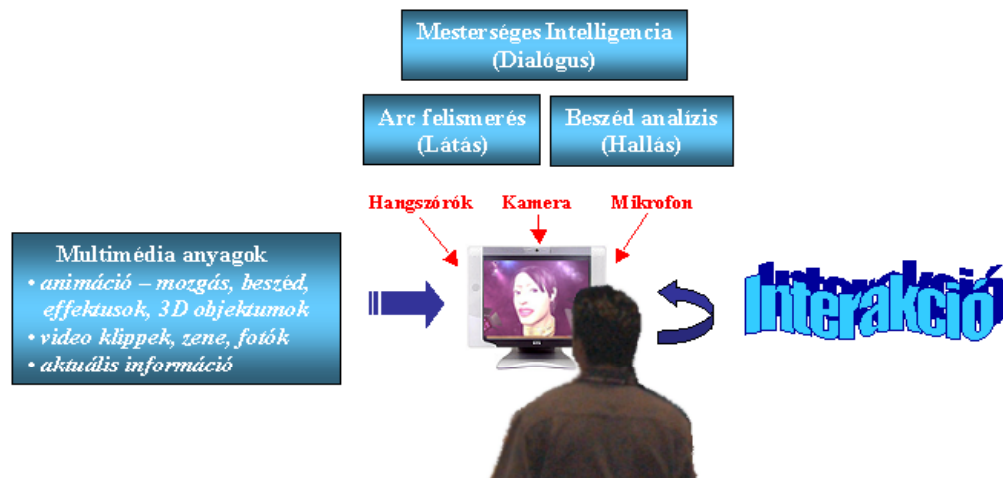 Mesterséges Intelligencia
(Dialógus)
Arc felismerés
(Látás)
Beszéd analízis
(Hallás)
Hangszórók
Kamera
Mikrofon
Multimédia anyagok
• animáció – mozgás, beszéd,
effektusok, 3D objektumok
• video klippek, zene, fotók
• aktuális információ
Interakció